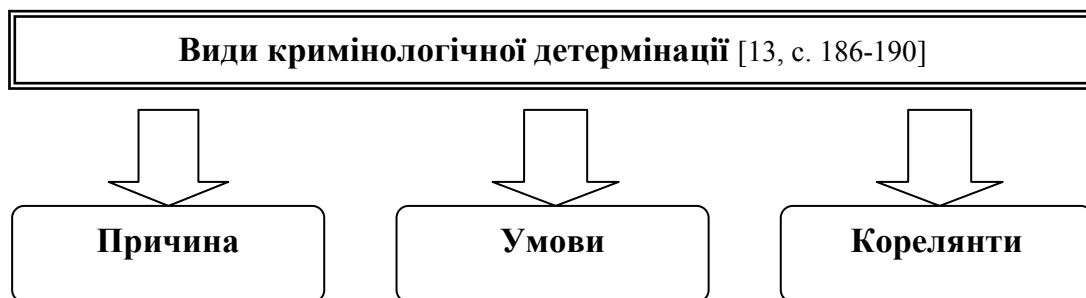 Види кримінологічної детермінації [13, с. 186-190]
Причина
Умови
Корелянти